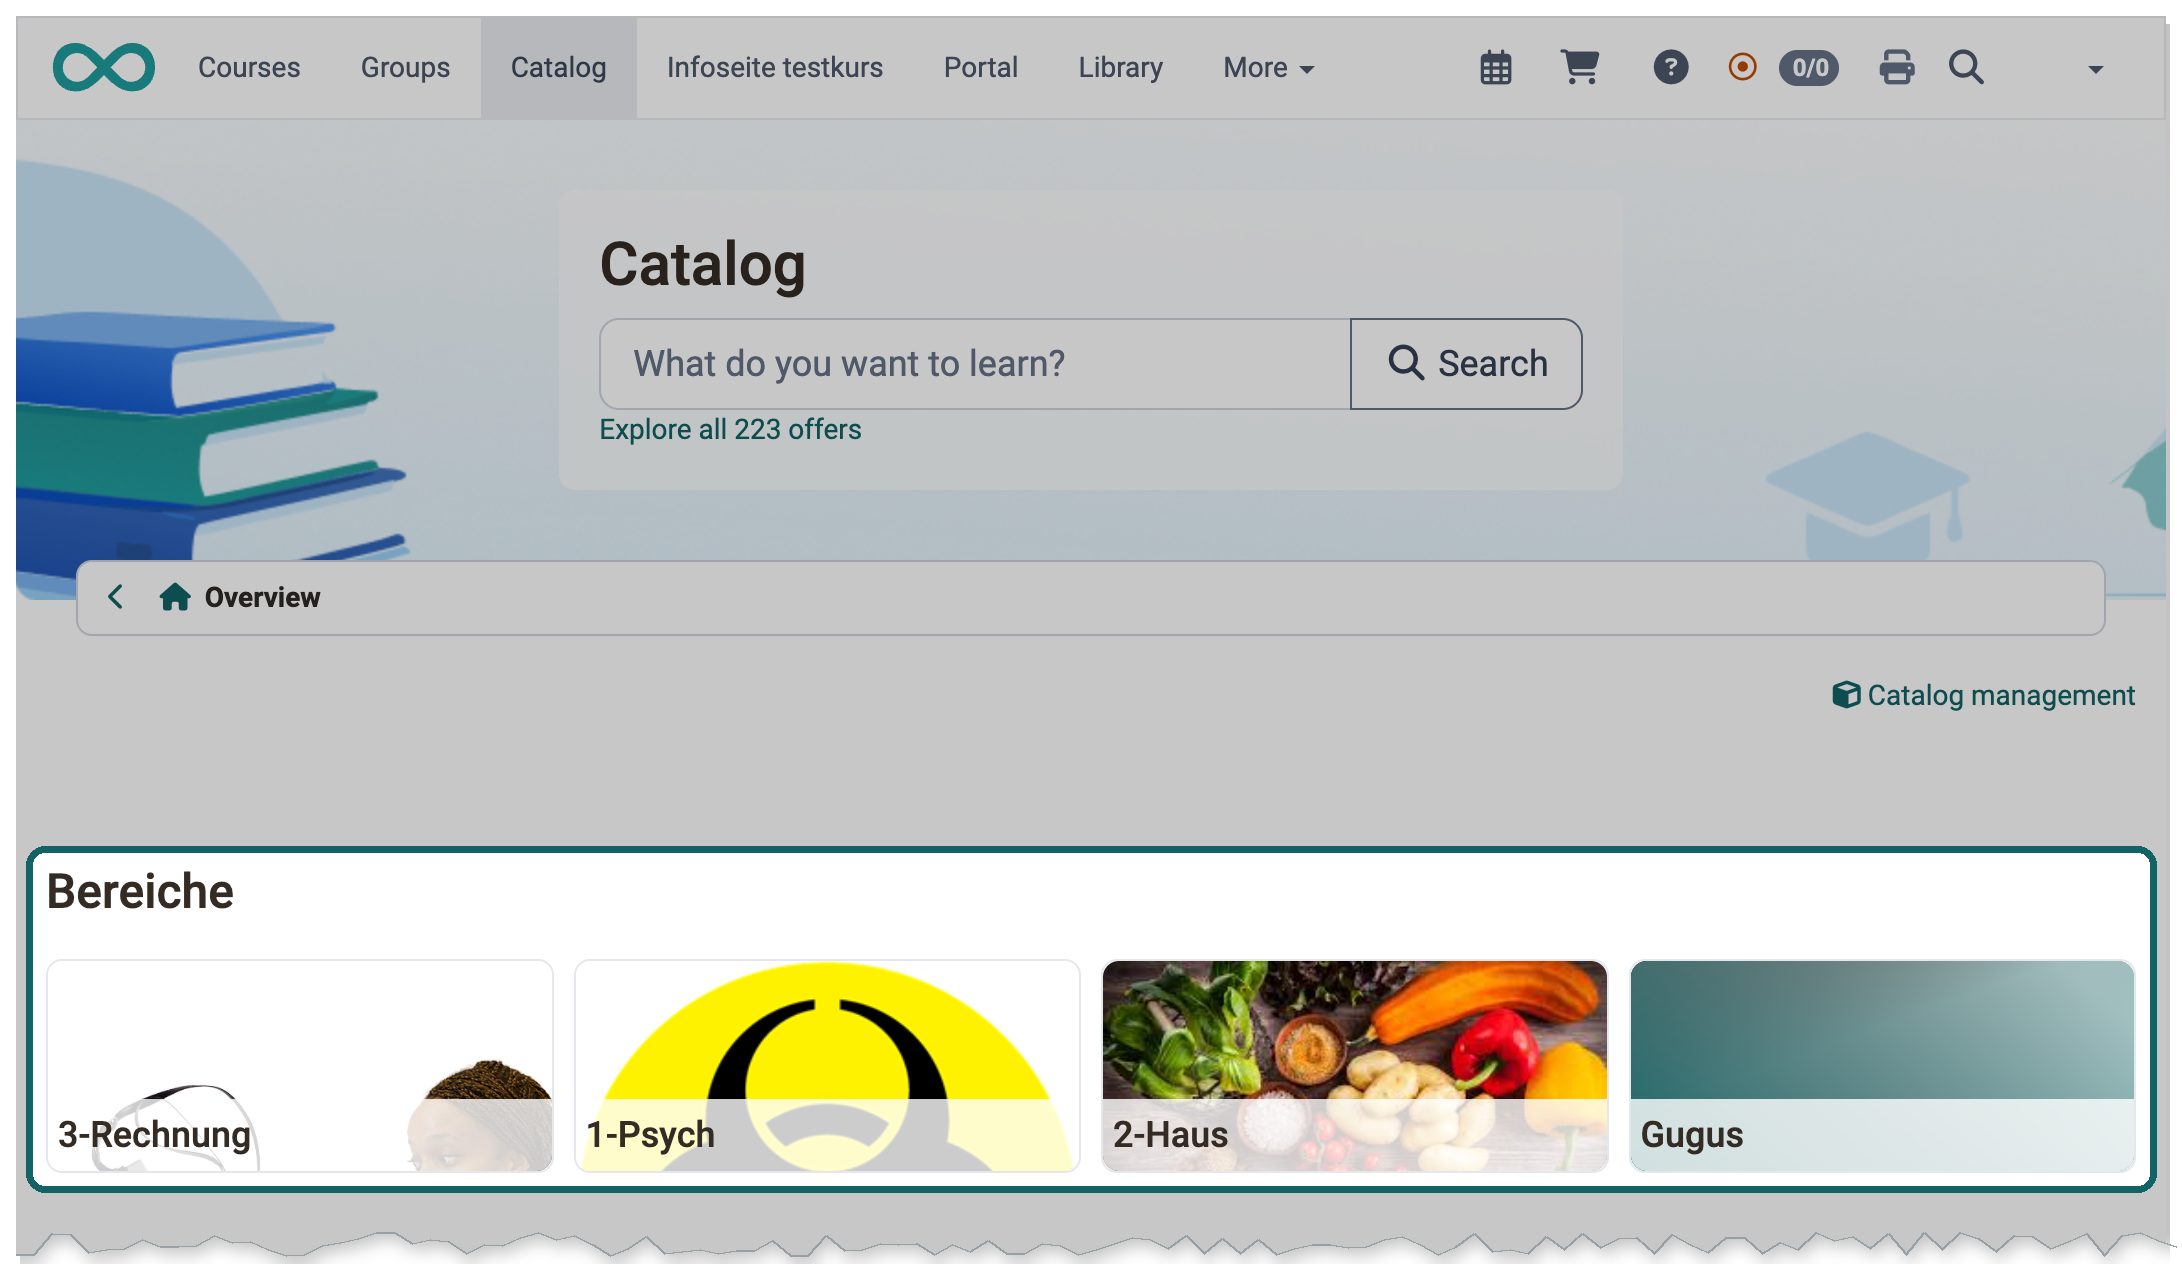 Courses Groups Catalog Infoseite testkurs Portal Library More ? 0/0
Catalog
What do you want to learn? Search
Explore all 223 offers
Overview
Catalog management
Bereiche
3-Rechnung 1-Psych 2-Haus Gugus